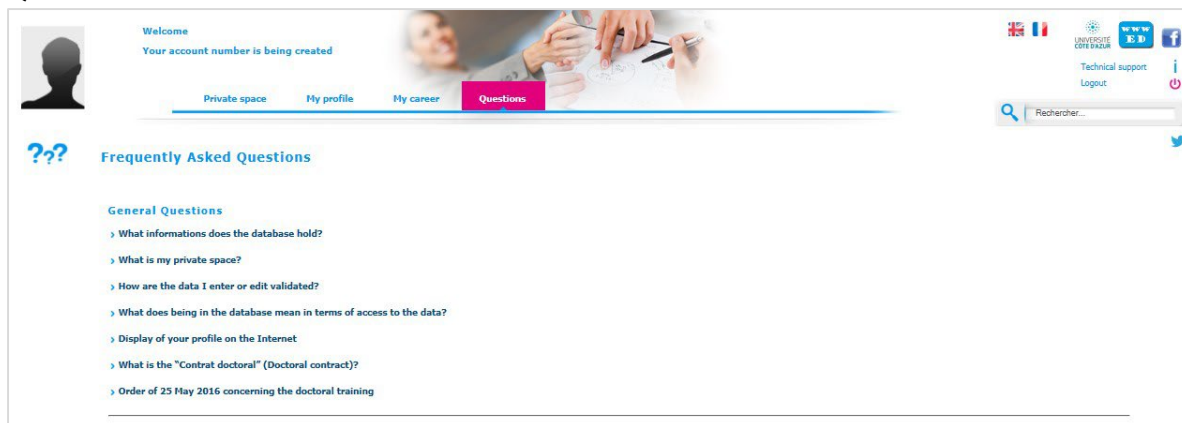 Welcome
Your account number is being created
UNIVERSITÉ
CÔTE D'AZUR
WWW
ED
f
Technical support
i
Logout
Private space
My profile
My career
Questions
Rechercher...
???
Frequently Asked Questions
General Questions
› What informations does the database hold?
› What is my private space?
› How are the data I enter or edit validated?
› What does being in the database mean in terms of access to the data?
› Display of your profile on the Internet
› What is the "Contrat doctoral" (Doctoral contract)?
› Order of 25 May 2016 concerning the doctoral training